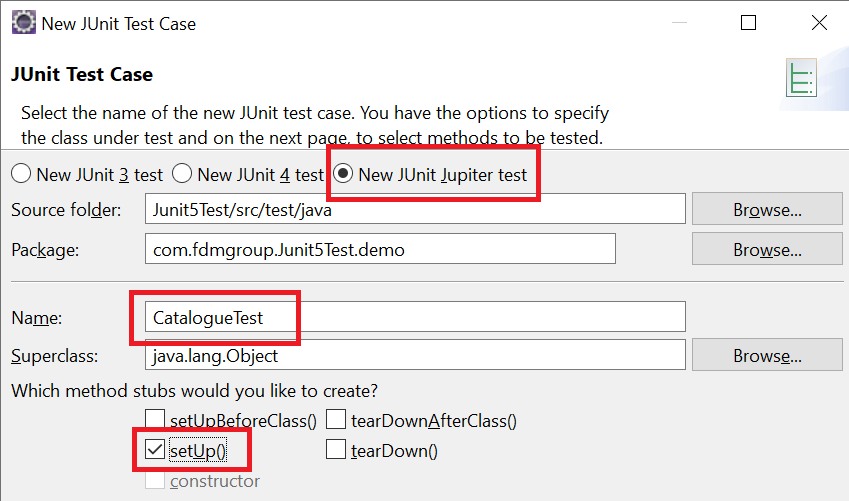 New JUnit Test Case
JUnit Test Case
Select the name of the new JUnit test case. You have the options to specify
the class under test and on the next page, to select methods to be tested.
New JUnit 3 test New JUnit 4 test New JUnit Jupiter test
Source folder: Junit5Test/src/test/java Browse...
Package: com.fdmgroup.Junit5Test.demo Browse...
Name: CatalogueTest
Superclass: java.lang.Object Browse...
Which method stubs would you like to create?
setUpBeforeClass() tearDownAfterClass()
setUp() tearDown()
constructor